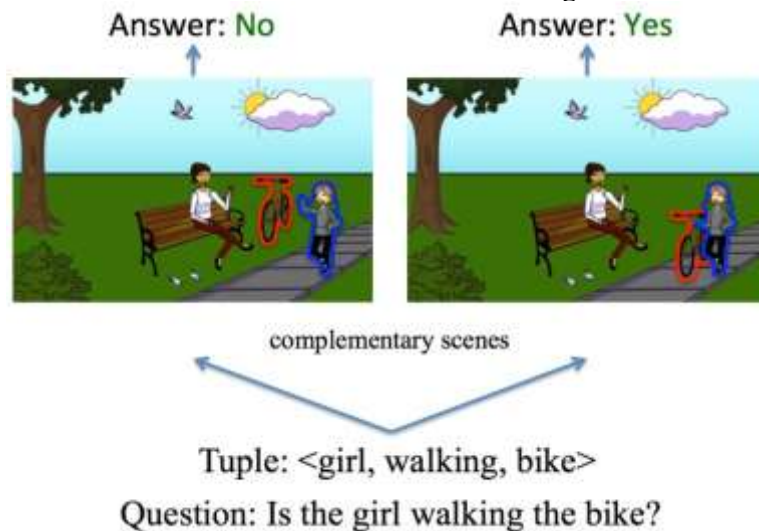 Answer: No
Answer: Yes
complementary scenes
Tuple: <girl, walking, bike>
Question: Is the girl walking the bike?